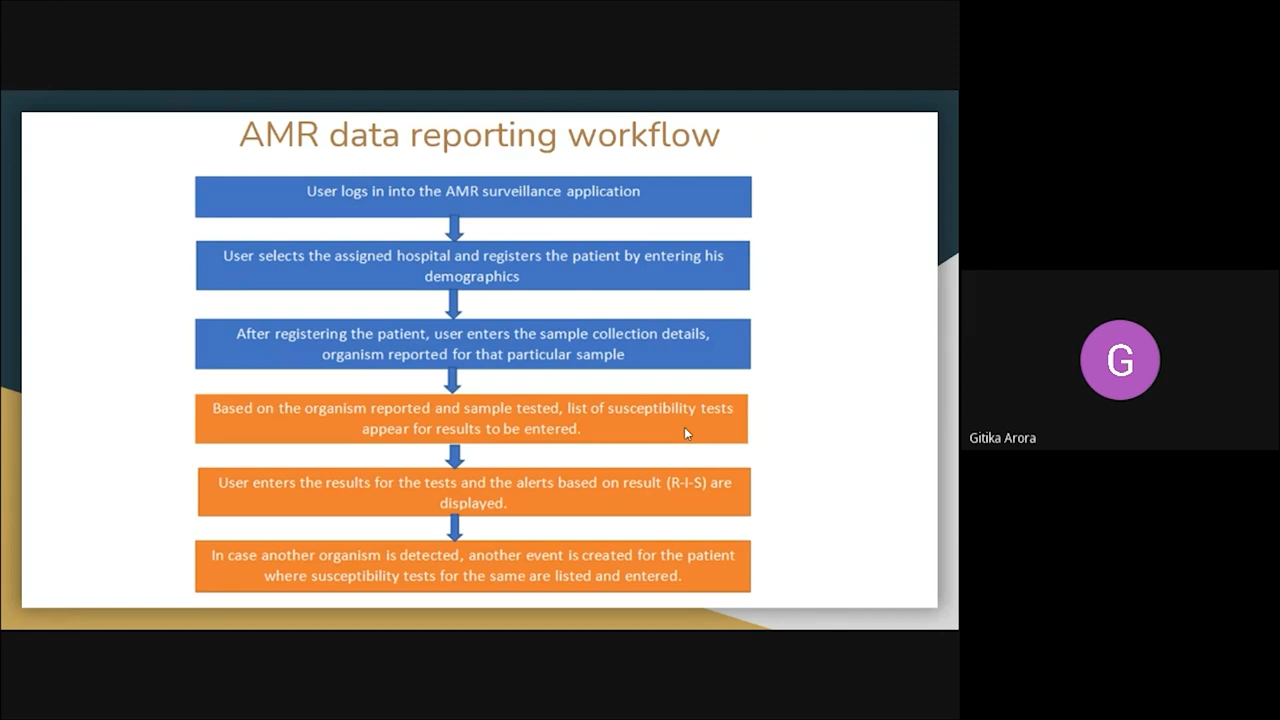 AMR data reporting workflow
User logs in into the AMR surveillance application
User selects the assigned hospital and registers the patient by entering his
demographics
After registering the patient, user enters the sample collection details,
organism reported for that particular sample
Based on the organism reported and sample tested, list of susceptibility tests
appear for results to be entered.
User enters the results for the tests and the alerts based on result (R-I-S) are
displayed.
In case another organism is detected, another event is created for the patient
where susceptibility tests for the same are listed and entered.
G
Gitika Arora